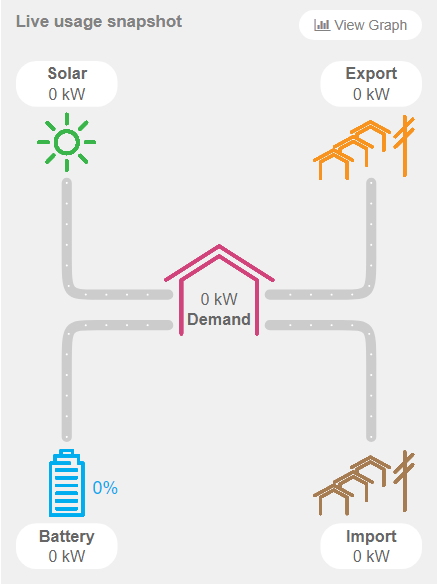 Live usage snapshot
View Graph
Solar
0 kW
Export
0 kW
0 kW
Demand
0%
Battery
0 kW
Import
0 kW